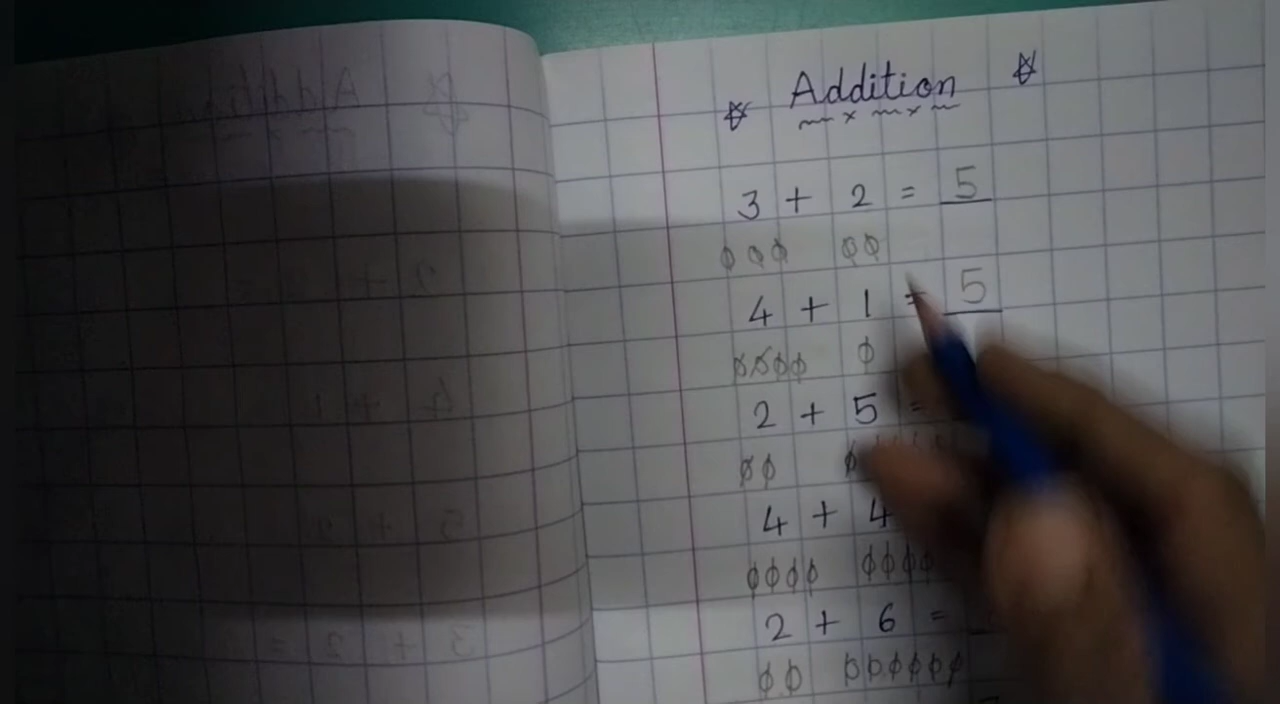 Addition
3 + 2 = 5
4 + 1 = 5
2 + 5 =
4 + 4
2 + 6 =